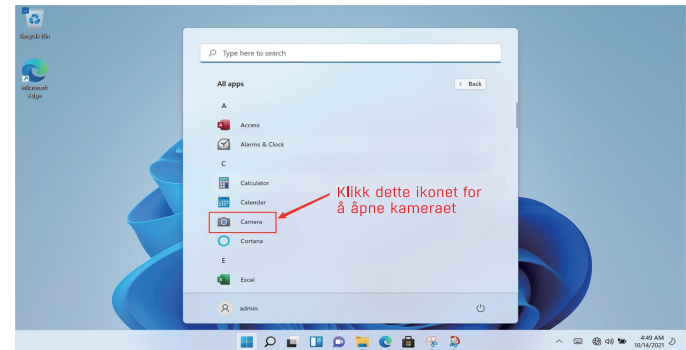 Recycle Bin
Microsoft
Edge
Type here to search
All apps
< Back
A
Access
Alarms & Clock
C
Calculator
Calendar
Camera
Cortana
E
Excel
Klikk dette ikonet for
å åpne kameraet
admin
4:49 AM
10/14/2021